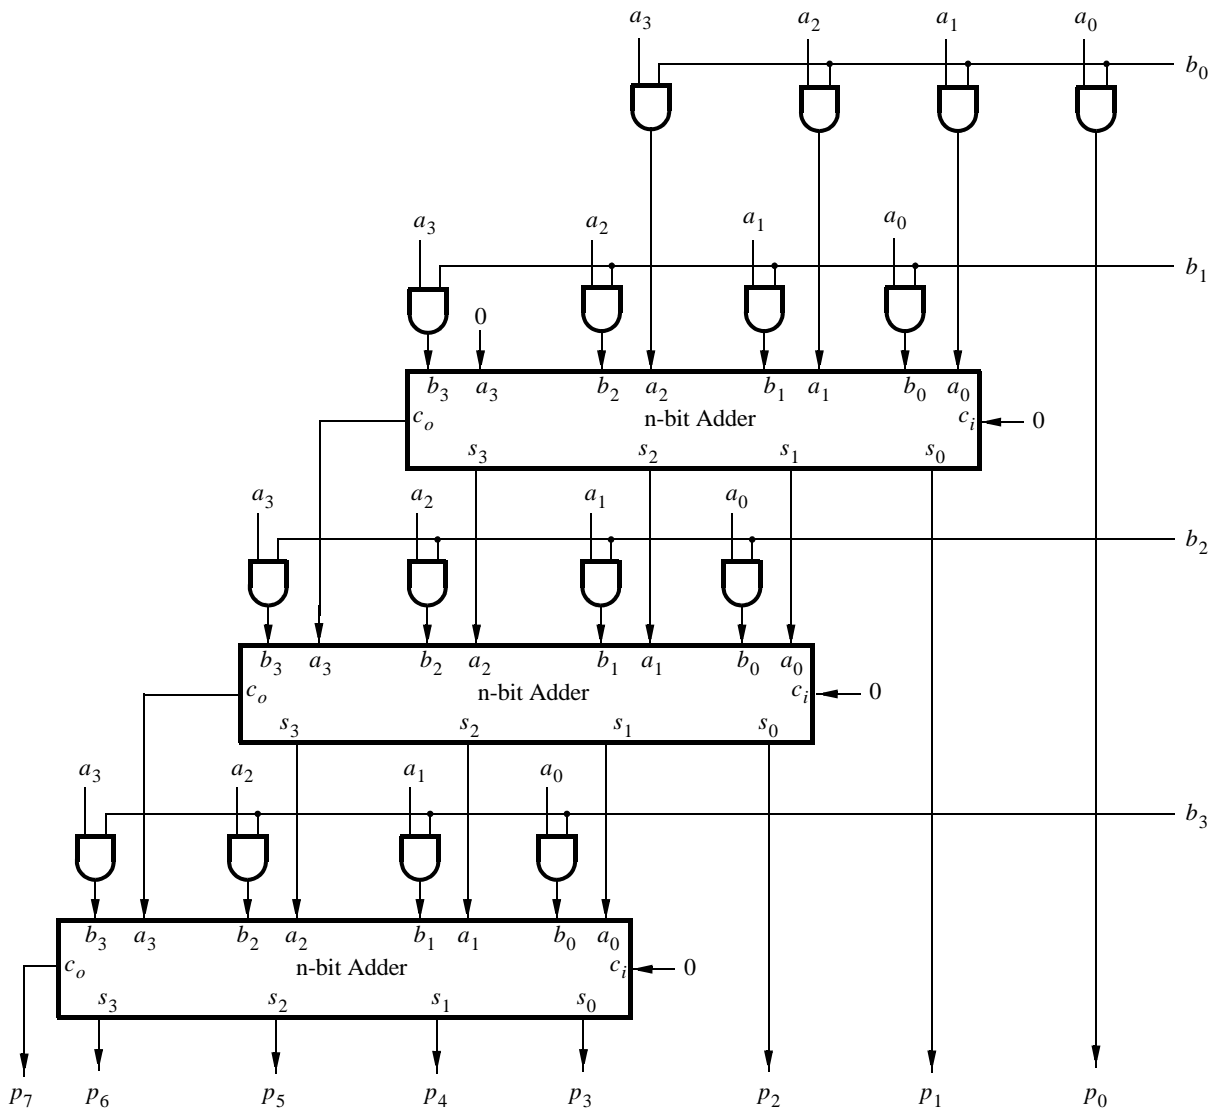 a3 a2 a1 a0
b0
a3 a2 a1 a0
b1
0
b3 a3 b2 a2 b1 a1 b0 a0
co n-bit Adder ci 0
s3 s2 s1 s0
a3 a2 a1 a0
b2
b3 a3 b2 a2 b1 a1 b0 a0
co n-bit Adder ci 0
s3 s2 s1 s0
a3 a2 a1 a0
b3
b3 a3 b2 a2 b1 a1 b0 a0
co n-bit Adder ci 0
s3 s2 s1 s0
p7 p6 p5 p4 p3 p2 p1 p0